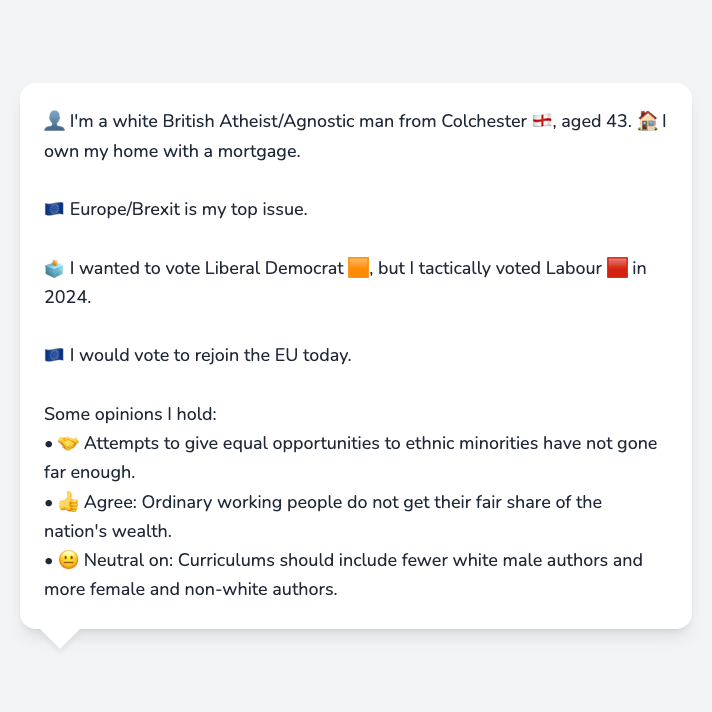 👤 I'm a white British Atheist/Agnostic man from Colchester 🏴󠁧󠁢󠁥󠁮󠁧󠁿, aged 43. 🏠 I
own my home with a mortgage.
🇪🇺 Europe/Brexit is my top issue.
🗳️ I wanted to vote Liberal Democrat 🟧, but I tactically voted Labour 🟥 in
2024.
🇪🇺 I would vote to rejoin the EU today.
Some opinions I hold:
• 🤝 Attempts to give equal opportunities to ethnic minorities have not gone
far enough.
• 👍 Agree: Ordinary working people do not get their fair share of the
nation's wealth.
• 😐 Neutral on: Curriculums should include fewer white male authors and
more female and non-white authors.